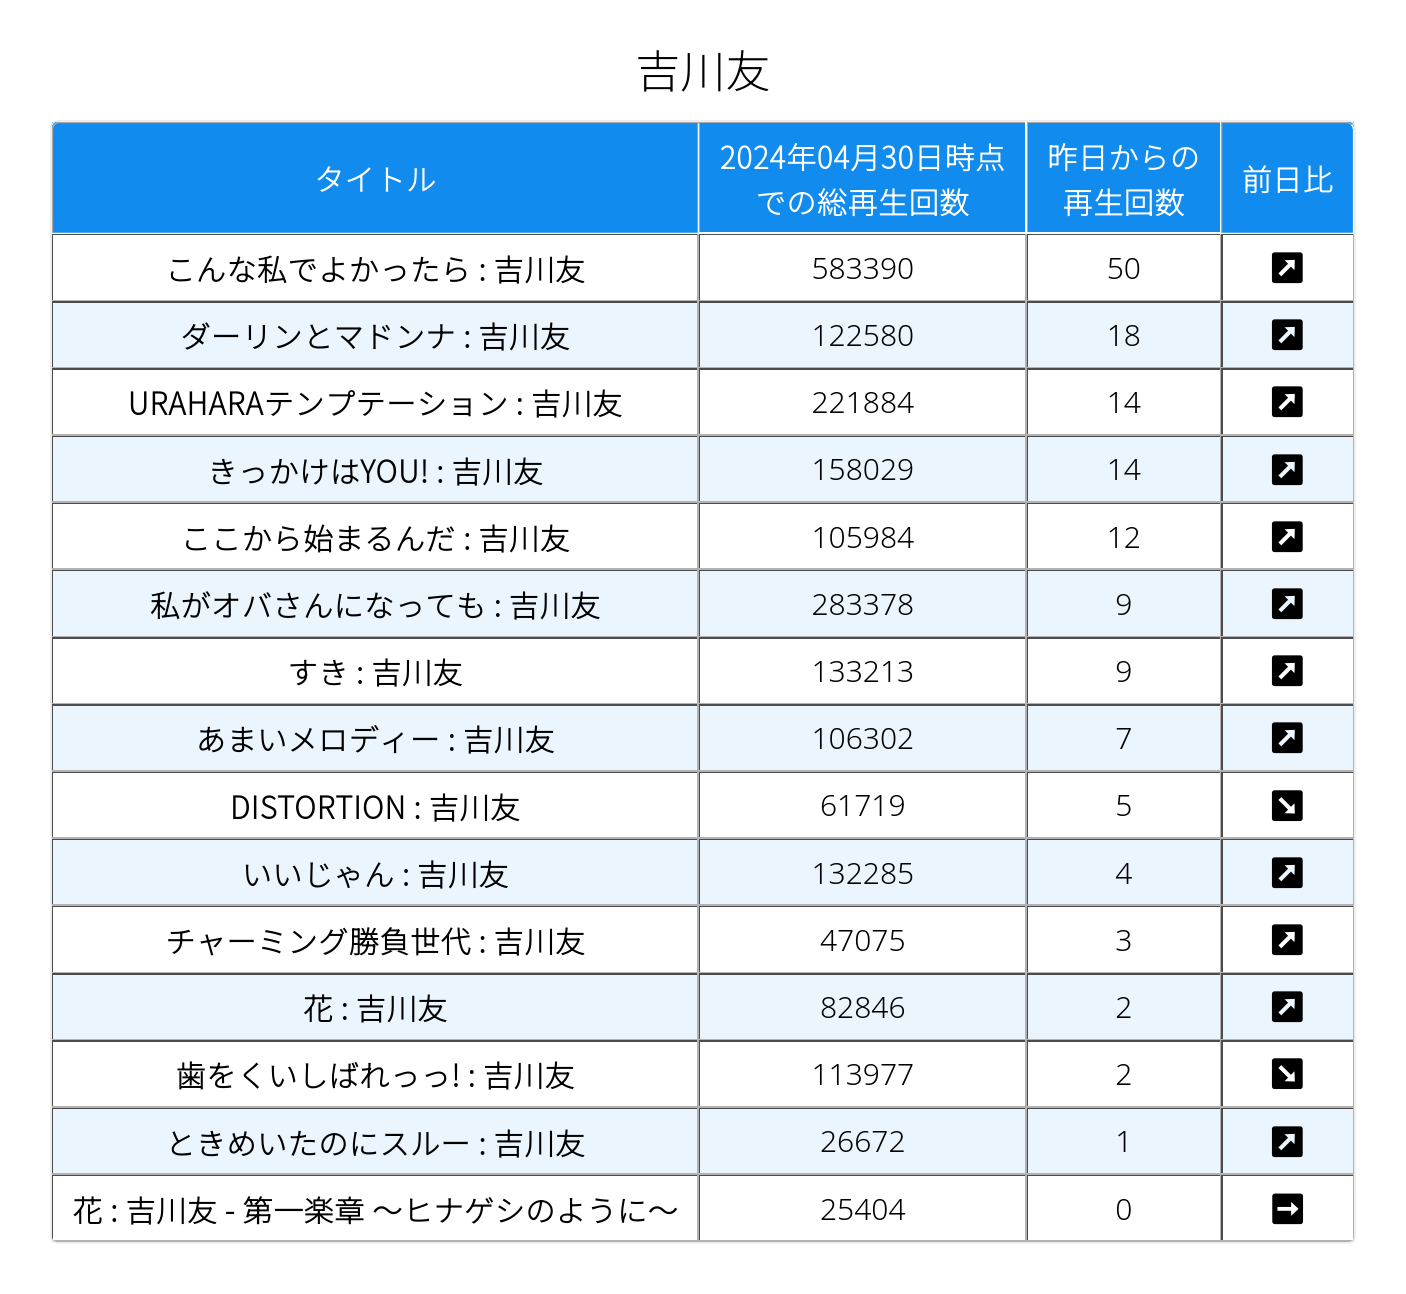 吉川友
タイトル 2024年04月30日時点での総再生回数 昨日からの再生回数 前日比
こんな私でよかったら : 吉川友 583390 50 ↗
ダーリンとマドンナ : 吉川友 122580 18 ↗
URAHARAテンプテーション : 吉川友 221884 14 ↗
きっかけはYOU! : 吉川友 158029 14 ↗
ここから始まるんだ : 吉川友 105984 12 ↗
私がオバさんになっても : 吉川友 283378 9 ↗
すき : 吉川友 133213 9 ↗
あまいメロディー : 吉川友 106302 7 ↗
DISTORTION : 吉川友 61719 5 ↘
いいじゃん : 吉川友 132285 4 ↗
チャーミング勝負世代 : 吉川友 47075 3 ↗
花 : 吉川友 82846 2 ↗
歯をくいしばれっっ! : 吉川友 113977 2 ↘
ときめいたのにスルー : 吉川友 26672 1 ↗
花 : 吉川友 - 第一楽章 〜ヒナゲシのように〜 25404 0 →